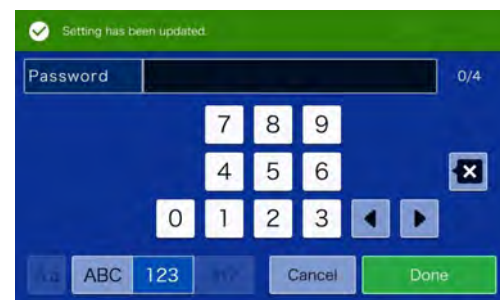 Setting has been updated.
Password 0/4
7 8 9
4 5 6
0 1 2 3
Aa ABC 123 Cancel Done